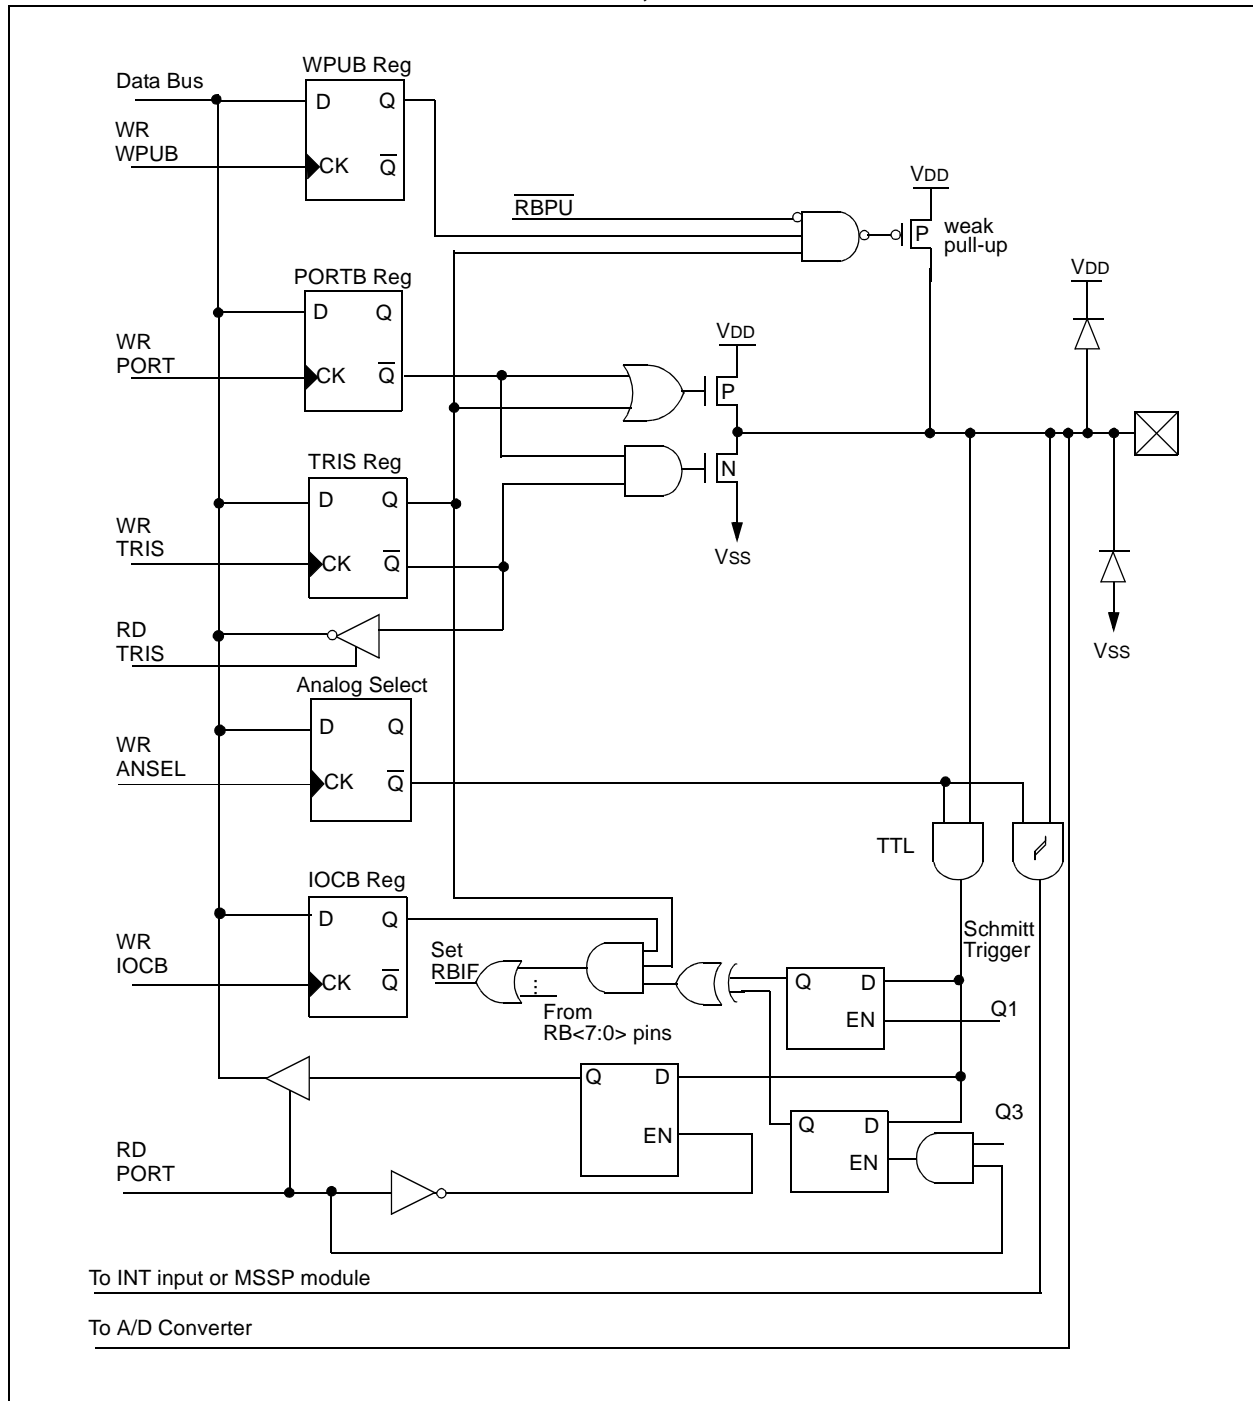 WPUB Reg
Data Bus
D Q
WR
WPUB
CK Q̅
VDD
R̅B̅P̅U̅
P
weak
pull-up
VDD
PORTB Reg
D Q
WR
PORT
CK Q̅
VDD
P
TRIS Reg
N
D Q
WR
TRIS
CK Q̅
VSS
RD
TRIS
VSS
Analog Select
D Q
WR
ANSEL
CK Q̅
TTL
IOCB Reg
D Q
Schmitt
Trigger
WR
IOCB
Set
RBIF
CK Q̅
Q D
From
RB<7:0> pins
EN
Q1
Q D
Q3
Q D
EN
EN
RD
PORT
To INT input or MSSP module
To A/D Converter